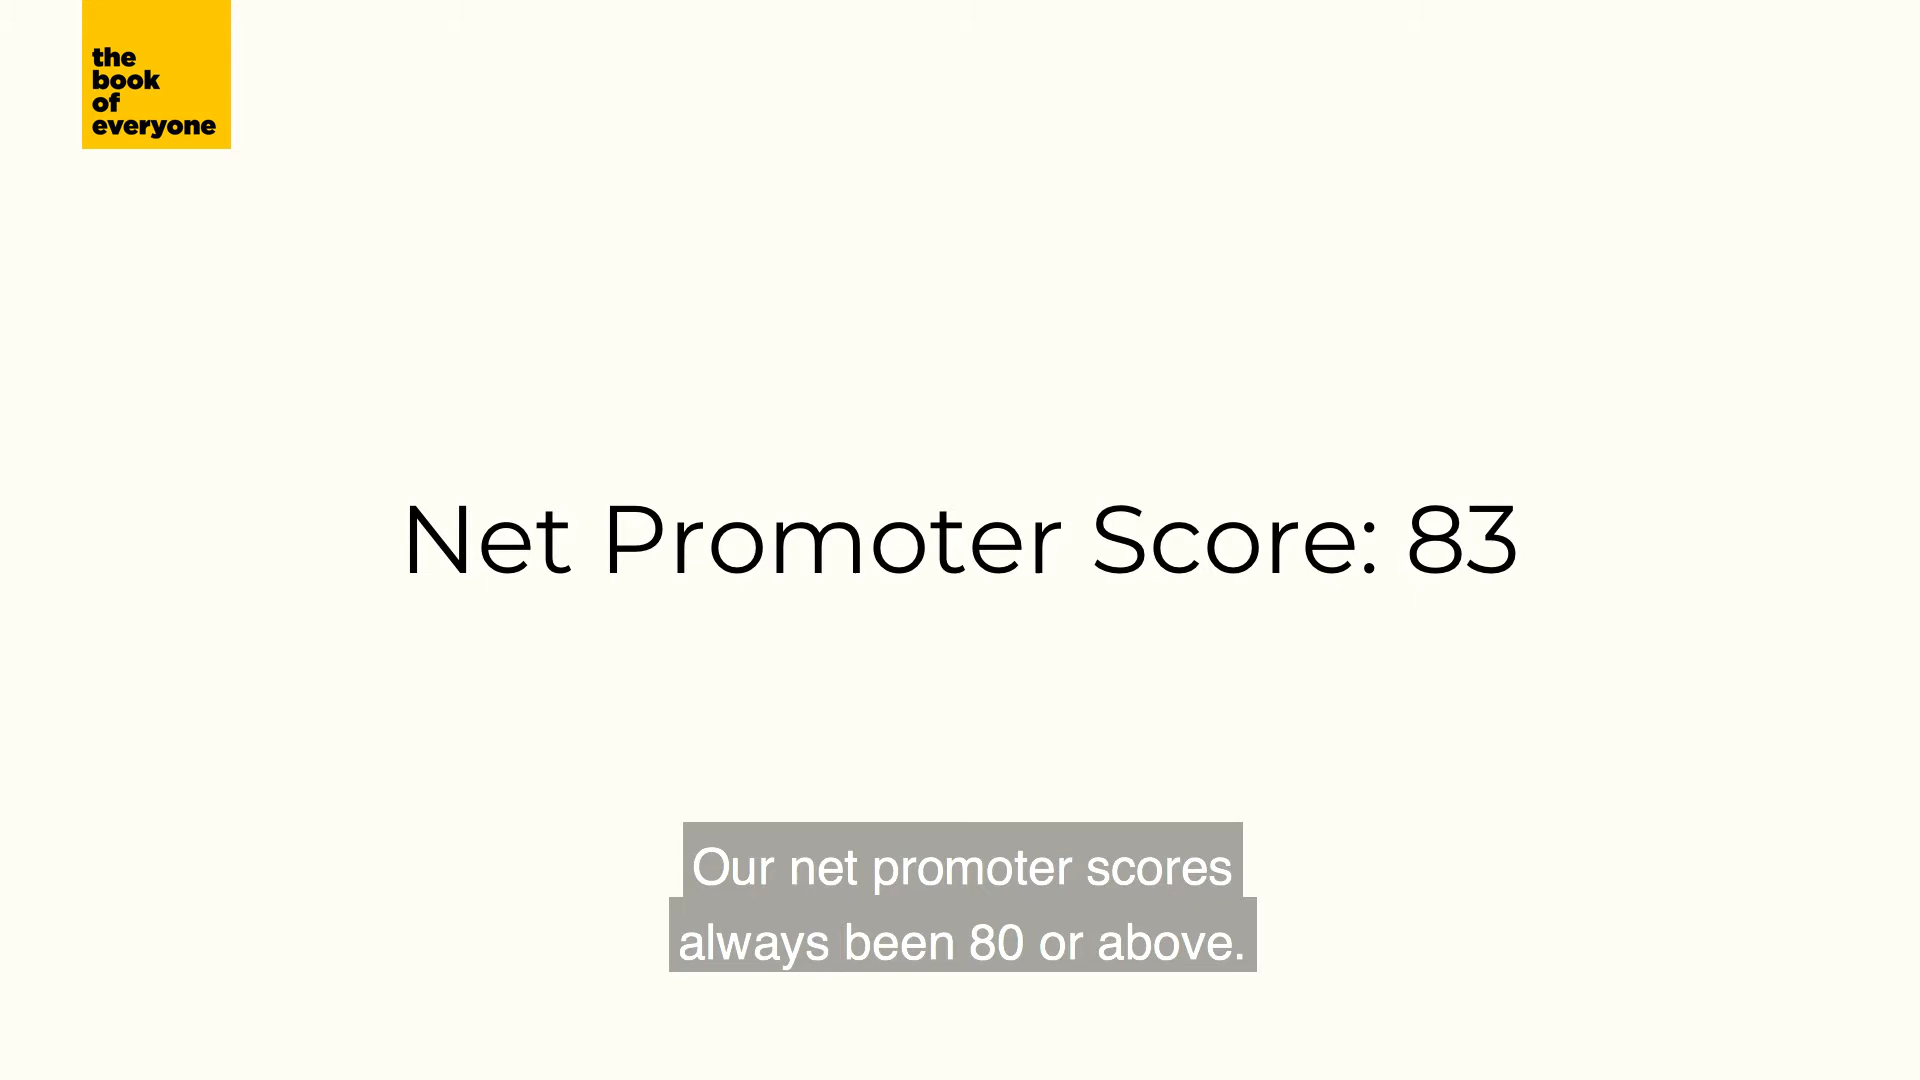 the
book
of
everyone
Net Promoter Score: 83
Our net promoter scores
always been 80 or above.